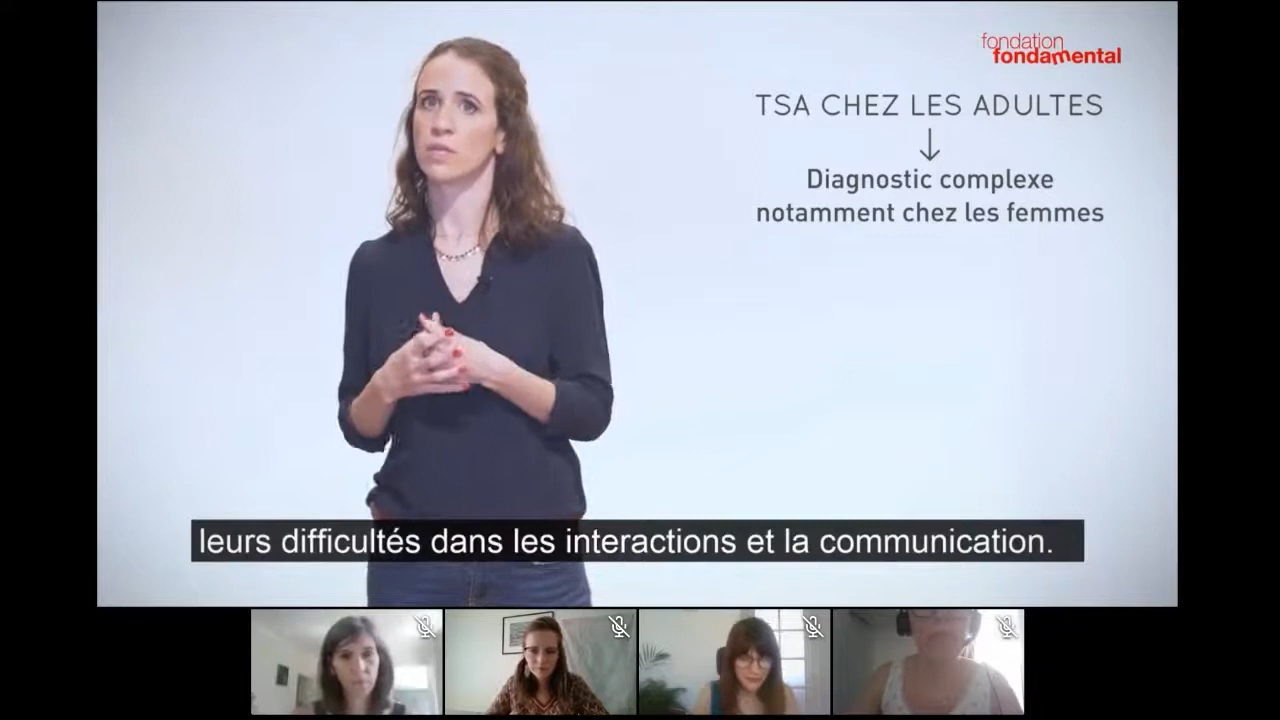 fondation
fondamental
TSA CHEZ LES ADULTES
Diagnostic complexe
notamment chez les femmes
leurs difficultés dans les interactions et la communication.